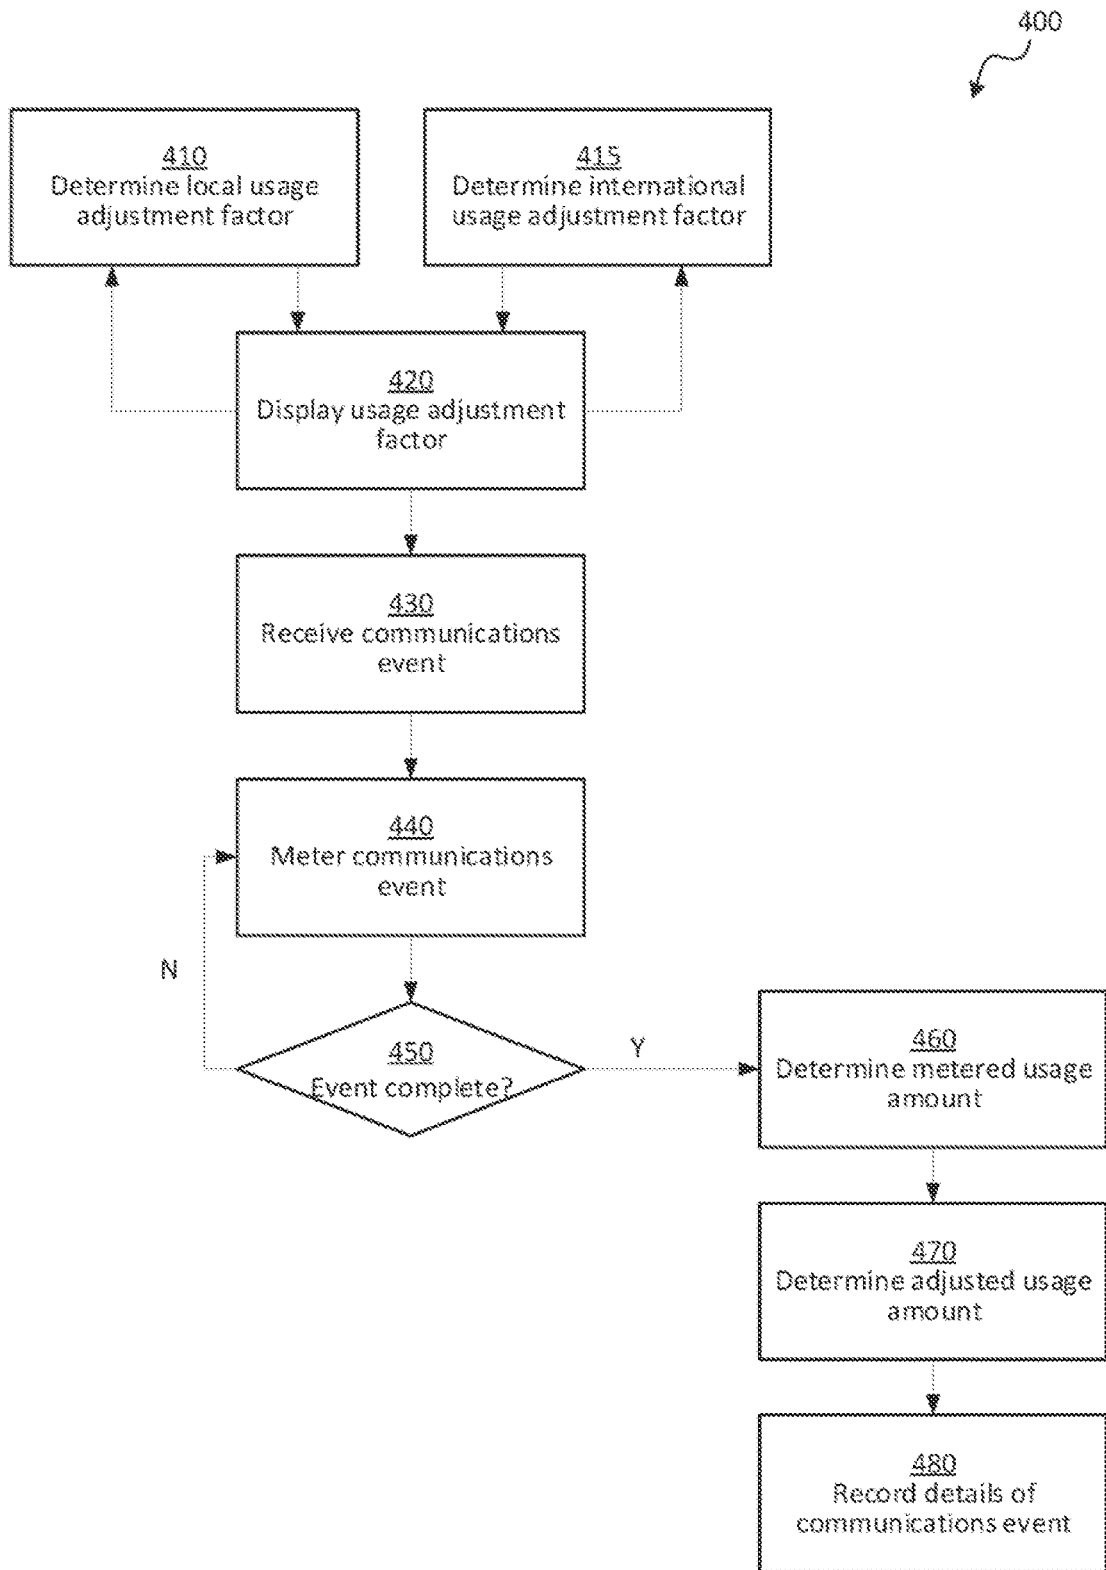 400
410
Determine local usage
adjustment factor
415
Determine international
usage adjustment factor
420
Display usage adjustment
factor
430
Receive communications
event
440
Meter communications
event
N
450
Event complete?
Y
460
Determine metered usage
amount
470
Determine adjusted usage
amount
480
Record details of
communications event